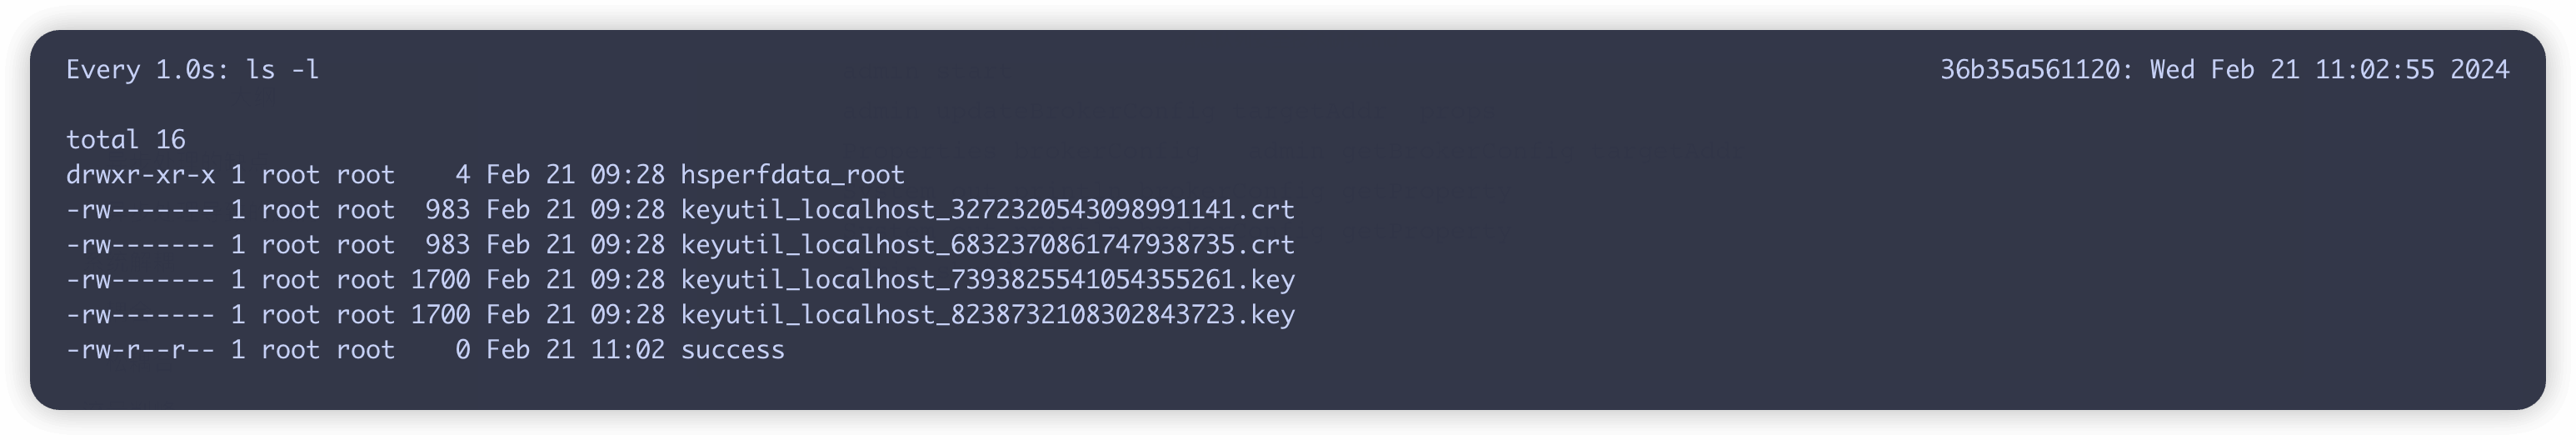 Every 1.0s: ls -l 36b35a561120: Wed Feb 21 11:02:55 2024
total 16
drwxr-xr-x 1 root root    4 Feb 21 09:28 hsperfdata_root
-rw------- 1 root root  983 Feb 21 09:28 keyutil_localhost_3272320543098991141.crt
-rw------- 1 root root  983 Feb 21 09:28 keyutil_localhost_6832370861747938735.crt
-rw------- 1 root root 1700 Feb 21 09:28 keyutil_localhost_7393825541054355261.key
-rw------- 1 root root 1700 Feb 21 09:28 keyutil_localhost_8238732108302843723.key
-rw-r--r-- 1 root root    0 Feb 21 11:02 success